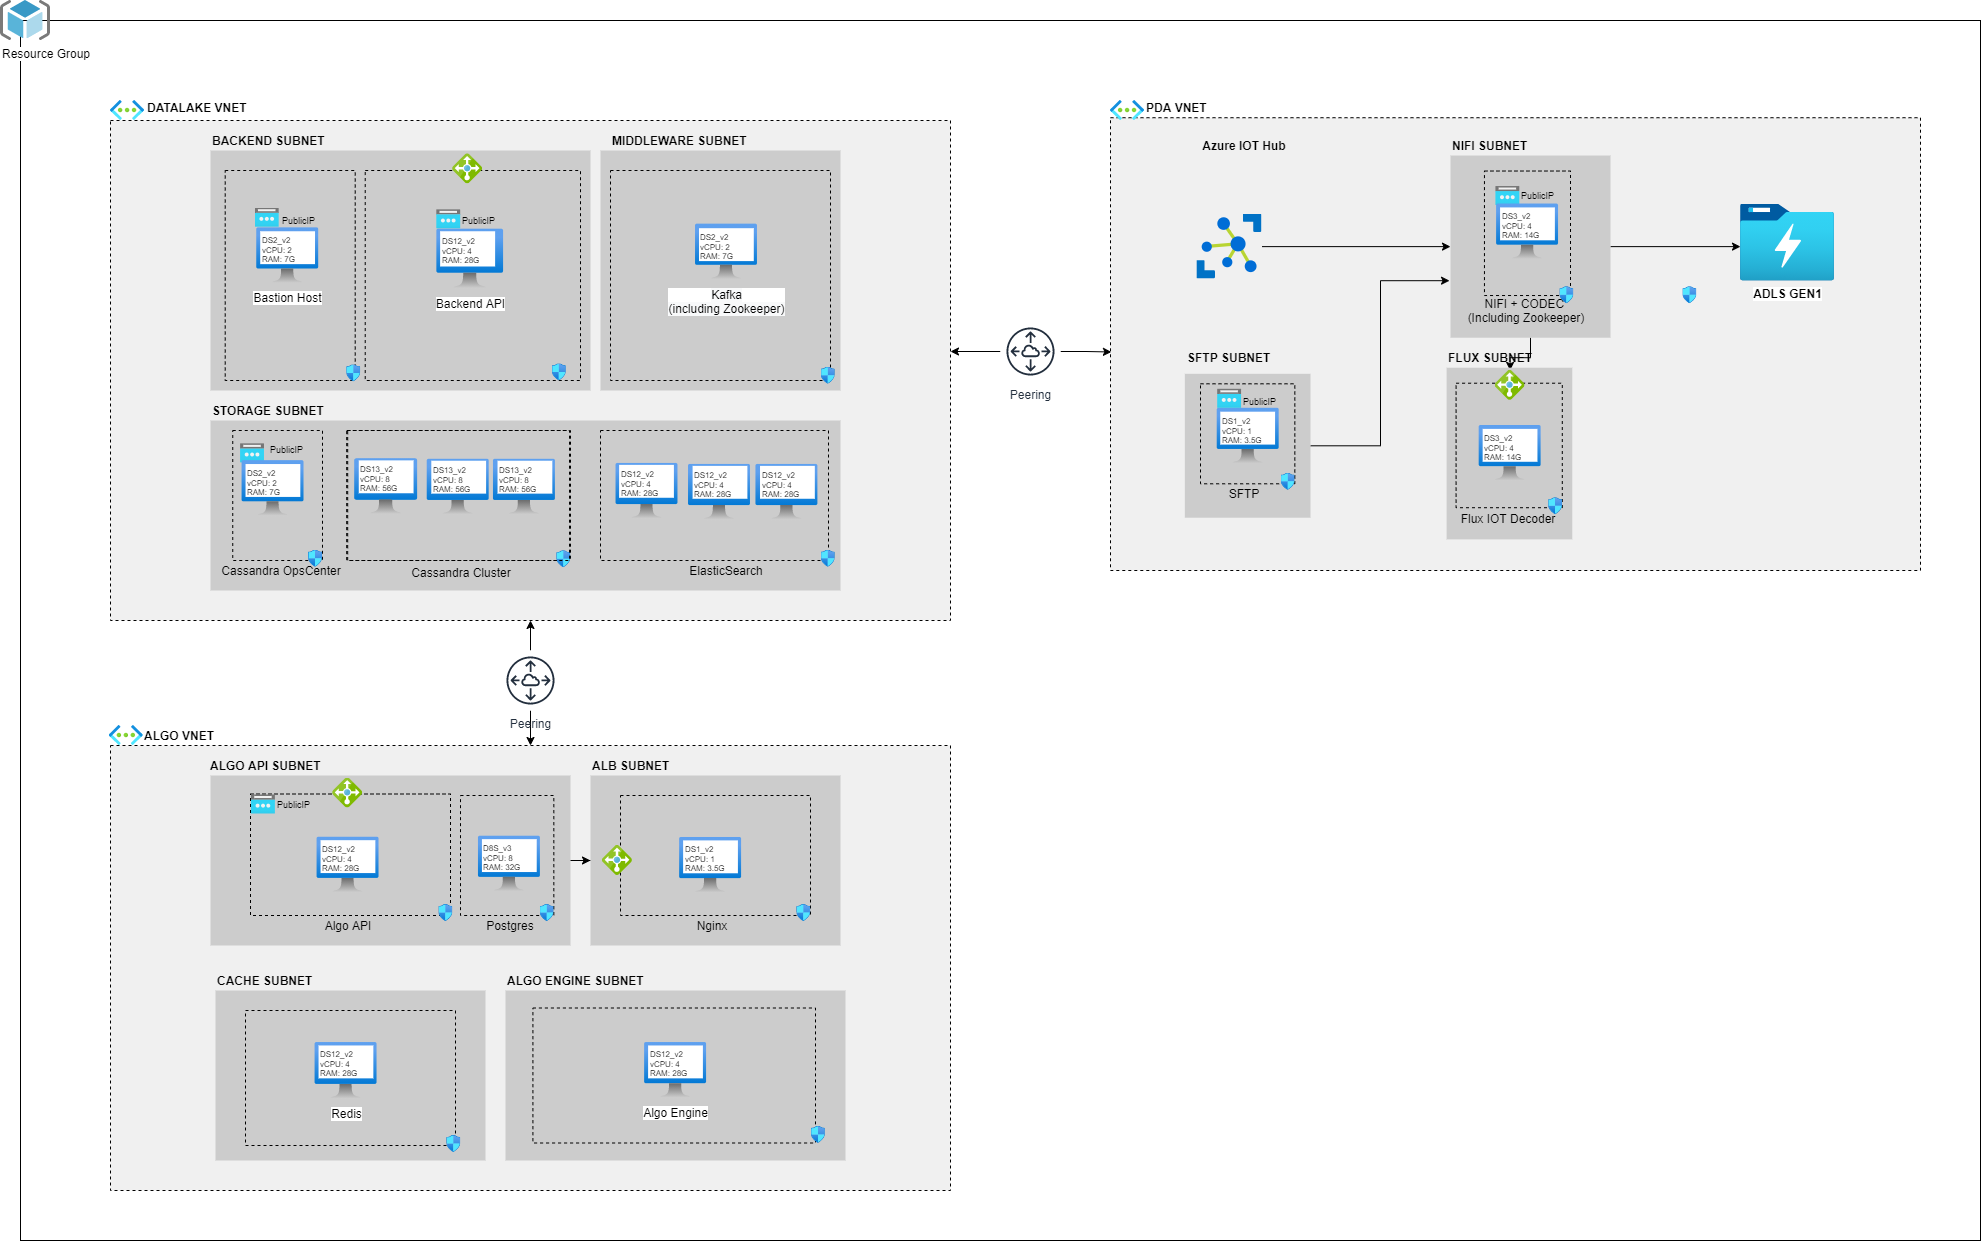 Resource Group
DATALAKE VNET
BACKEND SUBNET
PublicIP
DS2_v2
vCPU: 2
RAM: 7G
Bastion Host
PublicIP
DS12_v2
vCPU: 4
RAM: 28G
Backend API
MIDDLEWARE SUBNET
DS2_v2
vCPU: 2
RAM: 7G
Kafka
(including Zookeeper)
STORAGE SUBNET
PublicIP
DS2_v2
vCPU: 2
RAM: 7G
Cassandra OpsCenter
DS13_v2
vCPU: 8
RAM: 56G
DS13_v2
vCPU: 8
RAM: 56G
DS13_v2
vCPU: 8
RAM: 56G
Cassandra Cluster
DS12_v2
vCPU: 4
RAM: 28G
DS12_v2
vCPU: 4
RAM: 28G
DS12_v2
vCPU: 4
RAM: 28G
ElasticSearch
Peering
PDA VNET
Azure IOT Hub
NIFI SUBNET
PublicIP
DS3_v2
vCPU: 4
RAM: 14G
NIFI + CODEC
(Including Zookeeper)
ADLS GEN1
SFTP SUBNET
PublicIP
DS1_v2
vCPU: 1
RAM: 3.5G
SFTP
FLUX SUBNET
DS3_v2
vCPU: 4
RAM: 14G
Flux IOT Decoder
Peering
ALGO VNET
ALGO API SUBNET
PublicIP
DS12_v2
vCPU: 4
RAM: 28G
Algo API
D8S_v3
vCPU: 8
RAM: 32G
Postgres
ALB SUBNET
DS1_v2
vCPU: 1
RAM: 3.5G
Nginx
CACHE SUBNET
DS12_v2
vCPU: 4
RAM: 28G
Redis
ALGO ENGINE SUBNET
DS12_v2
vCPU: 4
RAM: 28G
Algo Engine